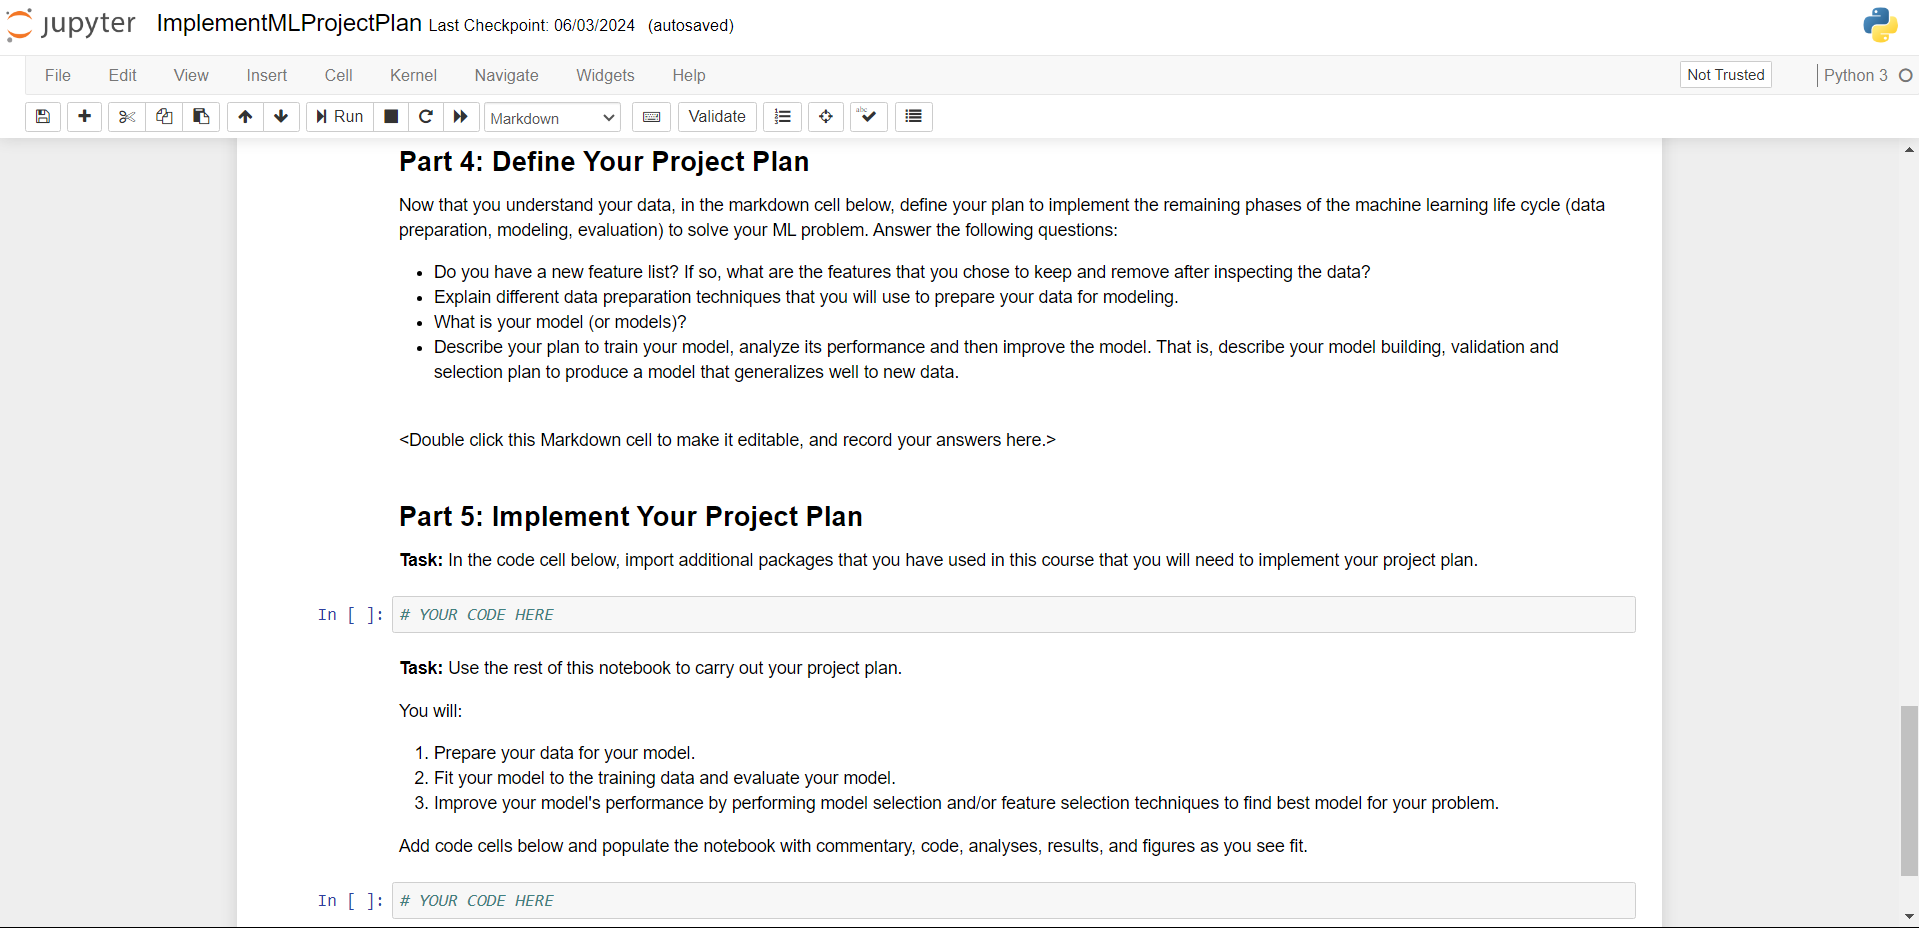 jupyter ImplementMLProjectPlan Last Checkpoint: 06/03/2024 (autosaved)
File Edit View Insert Cell Kernel Navigate Widgets Help Not Trusted Python 3
Run Markdown Validate abc
Part 4: Define Your Project Plan
Now that you understand your data, in the markdown cell below, define your plan to implement the remaining phases of the machine learning life cycle (data
preparation, modeling, evaluation) to solve your ML problem. Answer the following questions:
• Do you have a new feature list? If so, what are the features that you chose to keep and remove after inspecting the data?
• Explain different data preparation techniques that you will use to prepare your data for modeling.
• What is your model (or models)?
• Describe your plan to train your model, analyze its performance and then improve the model. That is, describe your model building, validation and
selection plan to produce a model that generalizes well to new data.
<Double click this Markdown cell to make it editable, and record your answers here.>
Part 5: Implement Your Project Plan
Task: In the code cell below, import additional packages that you have used in this course that you will need to implement your project plan.
In [ ]: # YOUR CODE HERE
Task: Use the rest of this notebook to carry out your project plan.
You will:
1. Prepare your data for your model.
2. Fit your model to the training data and evaluate your model.
3. Improve your model's performance by performing model selection and/or feature selection techniques to find best model for your problem.
Add code cells below and populate the notebook with commentary, code, analyses, results, and figures as you see fit.
In [ ]: # YOUR CODE HERE